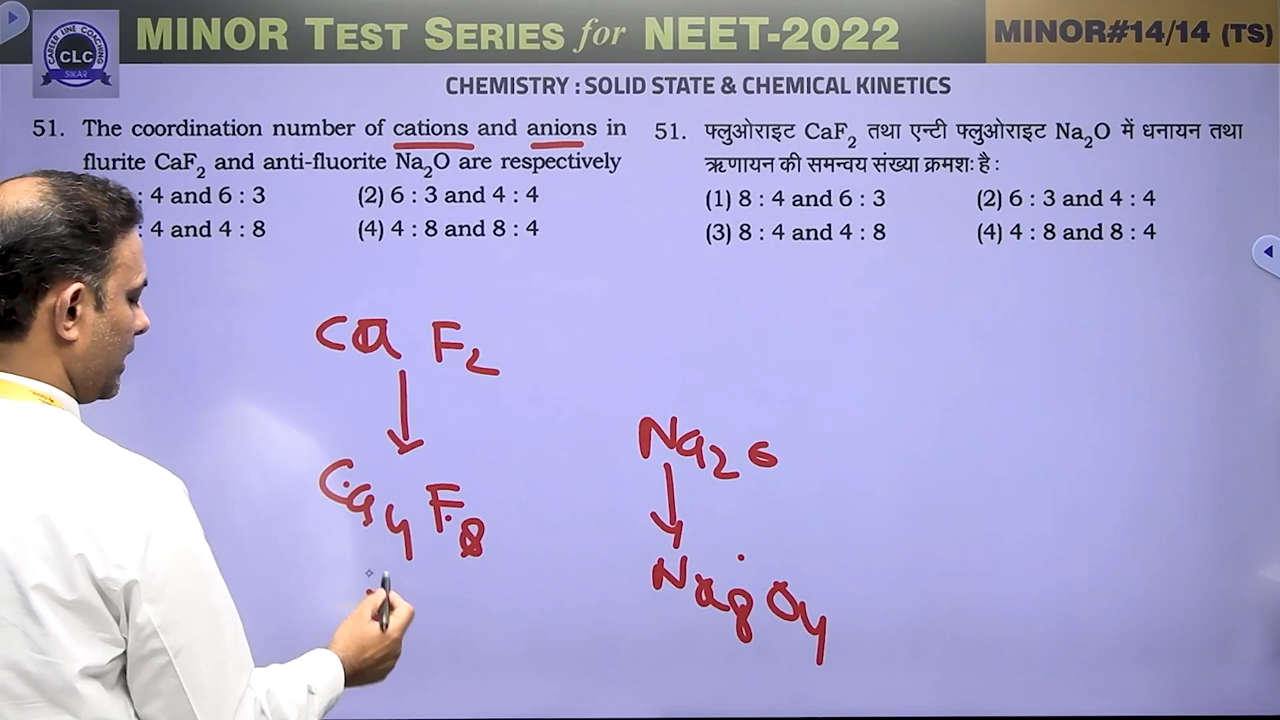 MINOR TEST SERIES for NEET-2022
MINOR#14/14 (TS)
CAREER LINE COACHING
CLC
SIKAR
CHEMISTRY : SOLID STATE & CHEMICAL KINETICS
51. The coordination number of cations and anions in
flurite CaF₂ and anti-fluorite Na₂O are respectively
: 4 and 6 : 3 (2) 6 : 3 and 4 : 4
: 4 and 4 : 8 (4) 4 : 8 and 8 : 4
51. फ्लुओराइट CaF₂ तथा एन्टी फ्लुओराइट Na₂O में धनायन तथा
ऋणायन की समन्वय संख्या क्रमशः है :
(1) 8 : 4 and 6 : 3 (2) 6 : 3 and 4 : 4
(3) 8 : 4 and 4 : 8 (4) 4 : 8 and 8 : 4
Ca F₂
Ca₄ F₈
Na₂O
Na₈O₄